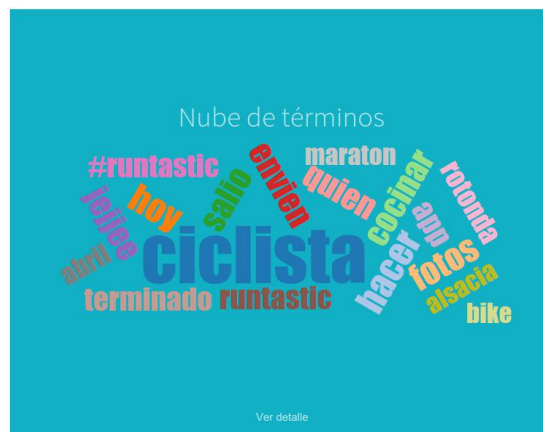 Nube de términos
#runtastic
jeijee
hoy
salio
envien
maraton
quien
cocinar
rotonda
app
abril
ciclista
hacer
fotos
alsacia
terminado
runtastic
bike
Ver detalle